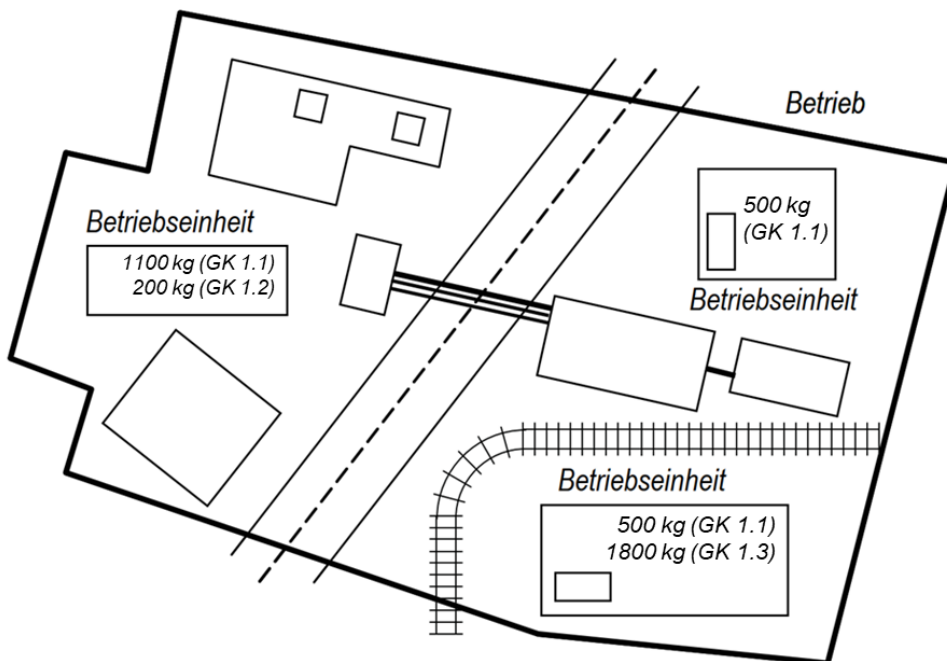 Betrieb
500 kg
(GK 1.1)
Betriebseinheit
Betriebseinheit
1100 kg (GK 1.1)
200 kg (GK 1.2)
Betriebseinheit
500 kg (GK 1.1)
1800 kg (GK 1.3)